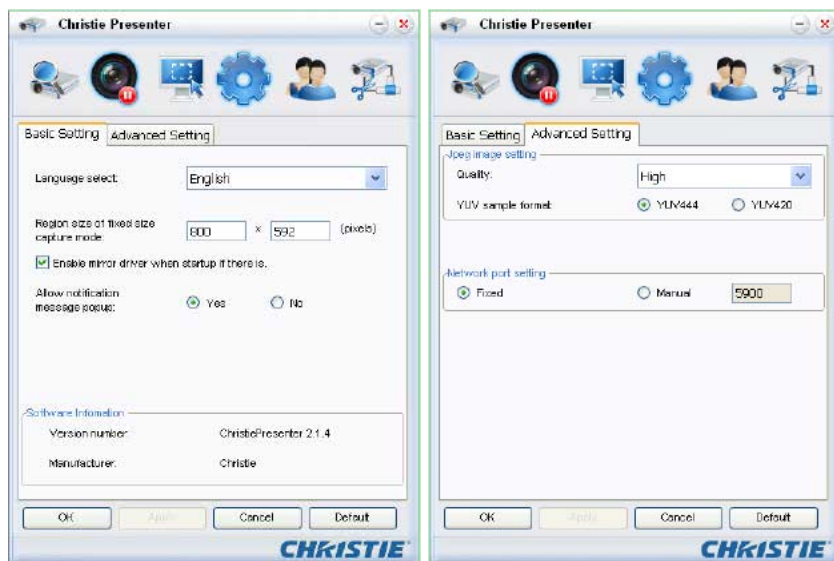 Christie Presenter
Basic Setting Advanced Setting
Language select: English
Region size of fixed size
capture mode: 800 x 592 (pixels)
Enable mirror driver when startup if there is.
Allow notification
message popup: Yes No
Software Infomation
Version number ChristiePresenter 2.1.4
Manufacturer: Christie
OK Apply Cancel Default
CHRISTIE
Christie Presenter
Basic Setting Advanced Setting
Jpeg image setting
Quality: High
YUV sample format: YUV444 YUV420
Network port setting
Fixed Manual 5900
OK Apply Cancel Default
CHRISTIE